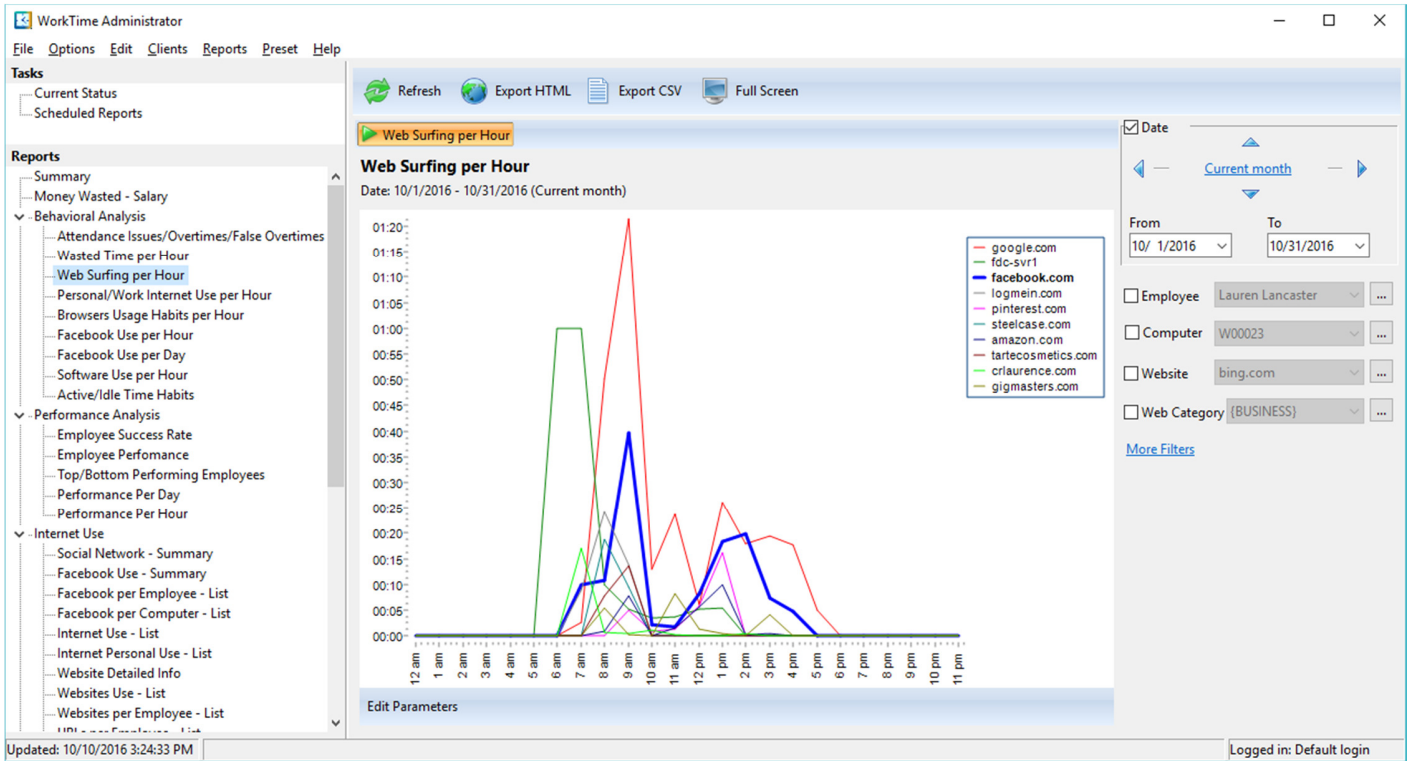 WorkTime Administrator
File Options Edit Clients Reports Preset Help
Tasks
Current Status
Scheduled Reports
Reports
Summary
Money Wasted - Salary
Behavioral Analysis
Attendance Issues/Overtimes/False Overtimes
Wasted Time per Hour
Web Surfing per Hour
Personal/Work Internet Use per Hour
Browsers Usage Habits per Hour
Facebook Use per Hour
Facebook Use per Day
Software Use per Hour
Active/Idle Time Habits
Performance Analysis
Employee Success Rate
Employee Perfomance
Top/Bottom Performing Employees
Performance Per Day
Performance Per Hour
Internet Use
Social Network - Summary
Facebook Use - Summary
Facebook per Employee - List
Facebook per Computer - List
Internet Use - List
Internet Personal Use - List
Website Detailed Info
Websites Use - List
Websites per Employee - List
Refresh Export HTML Export CSV Full Screen
Web Surfing per Hour
Web Surfing per Hour
Date: 10/1/2016 - 10/31/2016 (Current month)
01:20
01:15
01:10
01:05
01:00
00:55
00:50
00:45
00:40
00:35
00:30
00:25
00:20
00:15
00:10
00:05
00:00
12 am 1 am 2 am 3 am 4 am 5 am 6 am 7 am 8 am 9 am 10 am 11 am 12 pm 1 pm 2 pm 3 pm 4 pm 5 pm 6 pm 7 pm 8 pm 9 pm 10 pm 11 pm
google.com
fdc-svr1
facebook.com
logmein.com
pinterest.com
steelcase.com
amazon.com
tartecosmetics.com
crlaurence.com
gigmasters.com
Edit Parameters
Date
Current month
From To
10/ 1/2016 10/31/2016
Employee Lauren Lancaster ...
Computer W00023 ...
Website bing.com ...
Web Category {BUSINESS} ...
More Filters
Updated: 10/10/2016 3:24:33 PM
Logged in: Default login